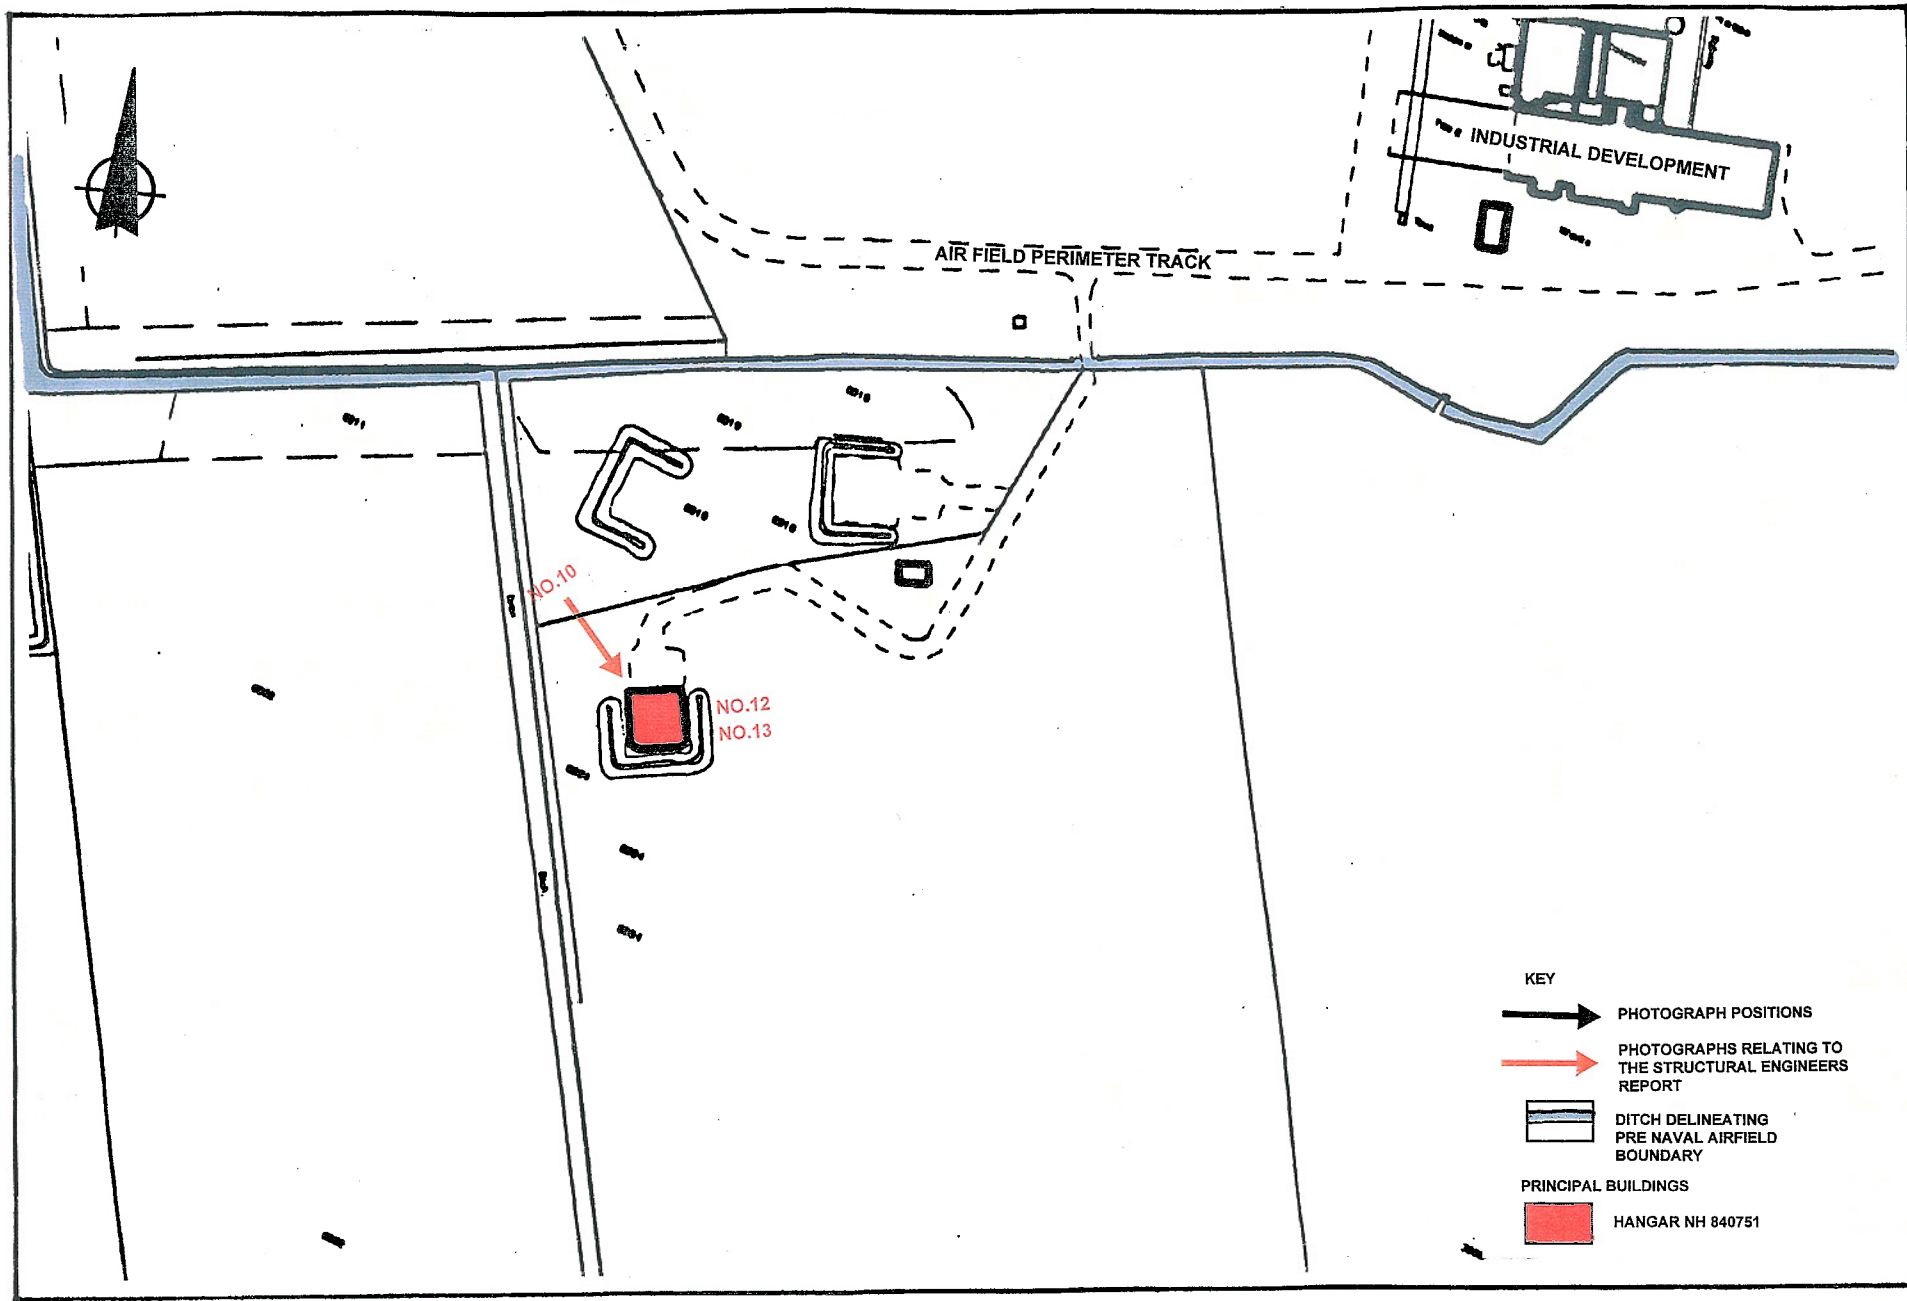 INDUSTRIAL DEVELOPMENT
AIR FIELD PERIMETER TRACK
NO.10
NO.12
NO.13
KEY
PHOTOGRAPH POSITIONS
PHOTOGRAPHS RELATING TO
THE STRUCTURAL ENGINEERS
REPORT
DITCH DELINEATING
PRE NAVAL AIRFIELD
BOUNDARY
PRINCIPAL BUILDINGS
HANGAR NH 840751